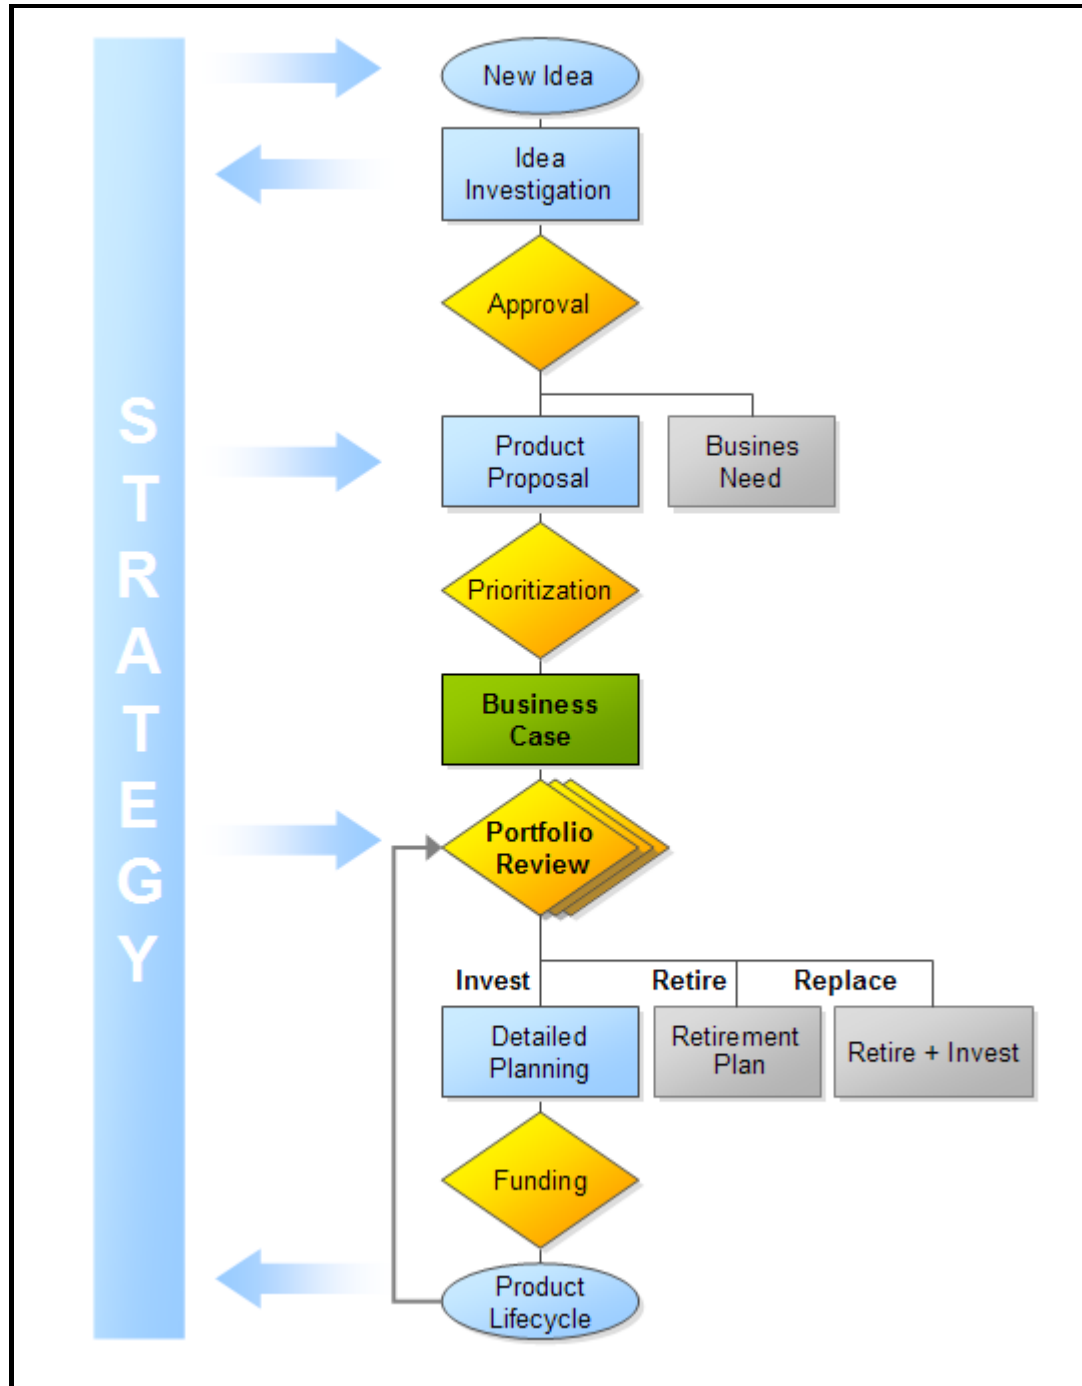 STRATEGY
New Idea
Idea
Investigation
Approval
Product
Proposal
Busines
Need
Prioritization
Business
Case
Portfolio
Review
Invest
Retire
Replace
Detailed
Planning
Retirement
Plan
Retire + Invest
Funding
Product
Lifecycle